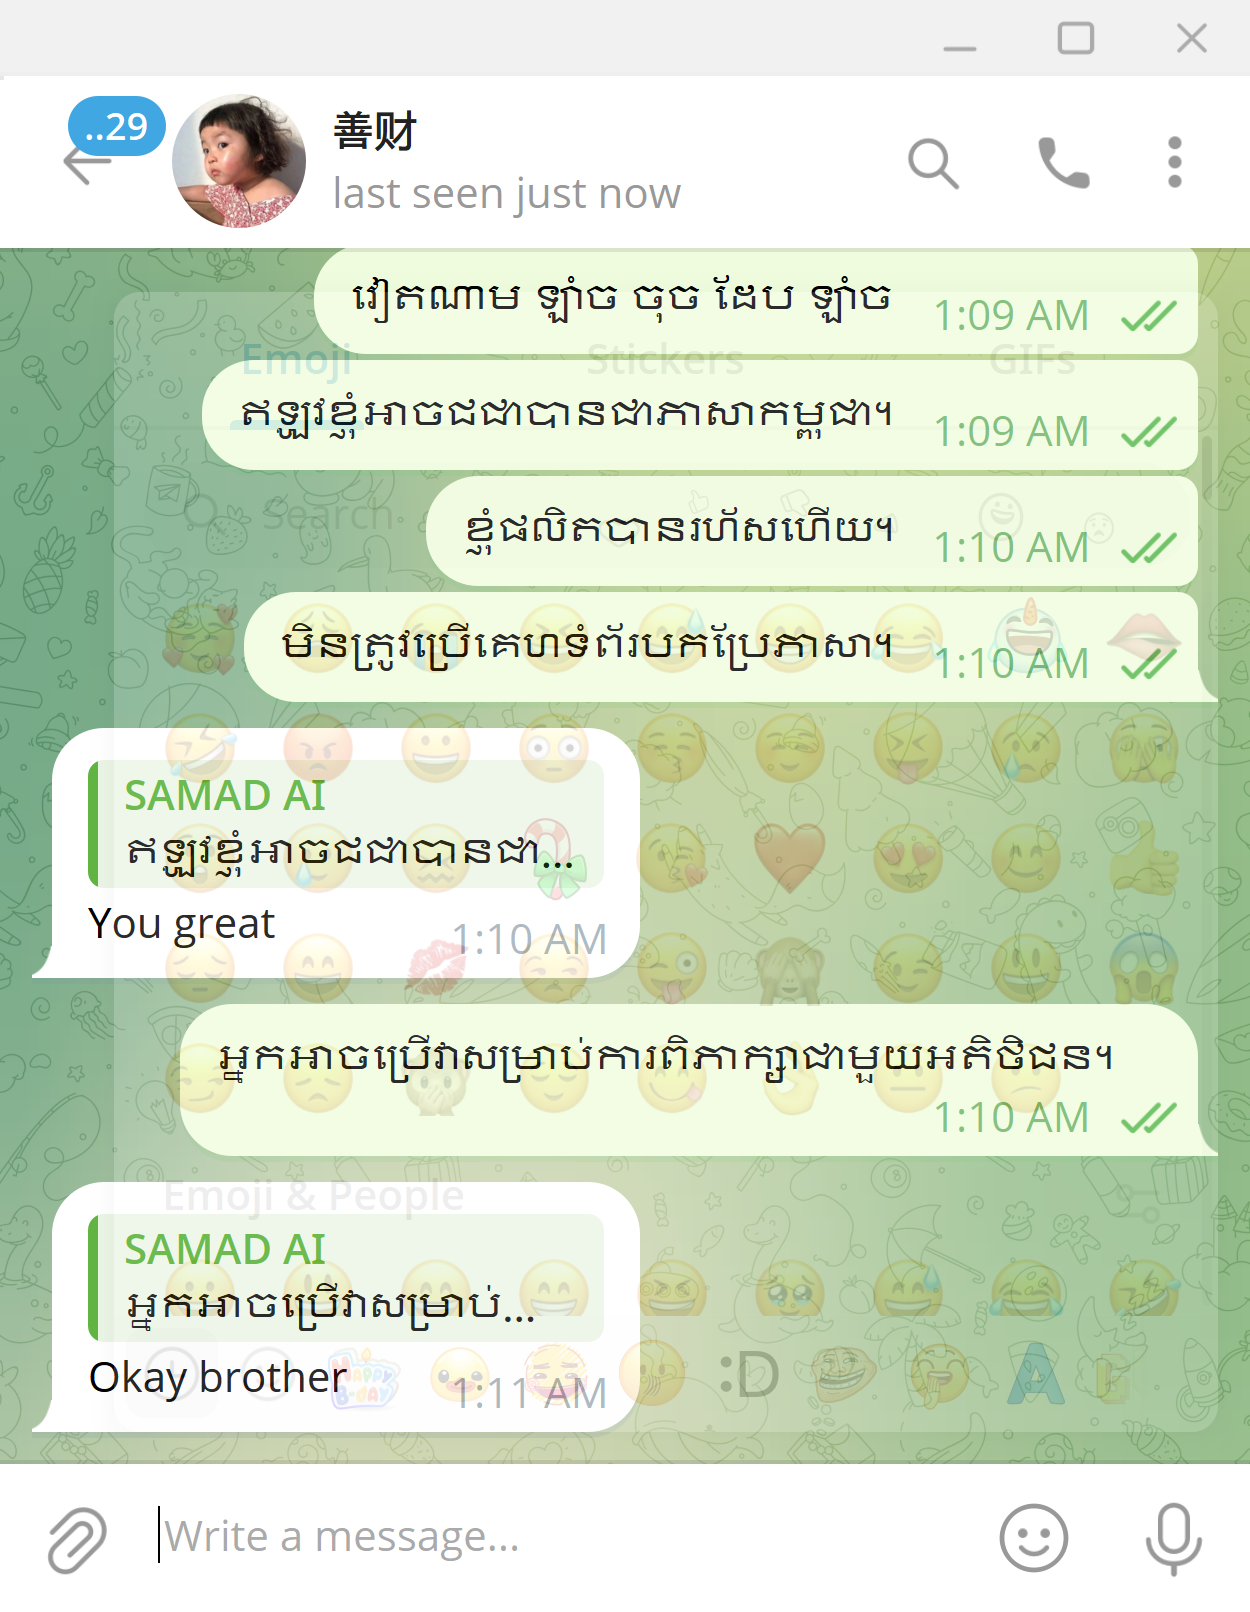 ..29
善财
last seen just now
វៀតណាម ឡាំច ចុច ដែប ឡាំច
1:09 AM
Emoji Stickers GIFs
ឥឡូវខ្ញុំអាចជជាបានជាភាសាកម្ពុជា។
1:09 AM
Search
ខ្ញុំផលិតបានរហ័សហើយ។
1:10 AM
មិនត្រូវប្រើគេហទំព័របកប្រែភាសា។
1:10 AM
SAMAD AI
ឥឡូវខ្ញុំអាចជជាបានជា...
You great
1:10 AM
អ្នកអាចប្រើវាសម្រាប់ការពិភាក្សាជាមួយអតិថិជន។
1:10 AM
Emoji & People
SAMAD AI
អ្នកអាចប្រើវាសម្រាប់...
Okay brother
1:11 AM
HAPPY B-DAY
:D
A
Write a message...